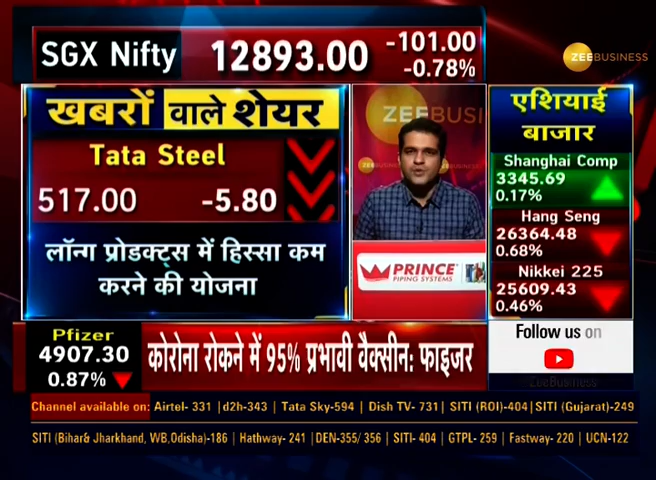 SGX Nifty 12893.00 -101.00
-0.78%
ZEEBUSINESS
खबरों वाले शेयर
Tata Steel
517.00 -5.80
लॉन्ग प्रोडक्ट्स में हिस्सा कम
करने की योजना
ZEEBUSI
PRINCE
PIPING SYSTEMS
एशियाई
बाजार
Shanghai Comp
3345.69
0.17%
Hang Seng
26364.48
0.68%
Nikkei 225
25609.43
0.46%
Pfizer
4907.30
0.87%
कोरोना रोकने में 95% प्रभावी वैक्सीन: फाइजर
Follow us on
ZeeBusiness
Channel available on: Airtel- 331 | d2h-343 | Tata Sky-594 | Dish TV- 731| SITI (ROI)-404| SITI (Gujarat)-249
SITI (Bihar& Jharkhand, WB,Odisha)-186 | Hathway- 241 |DEN-355/ 356 | SITI- 404 | GTPL- 259 | Fastway- 220 | UCN-122